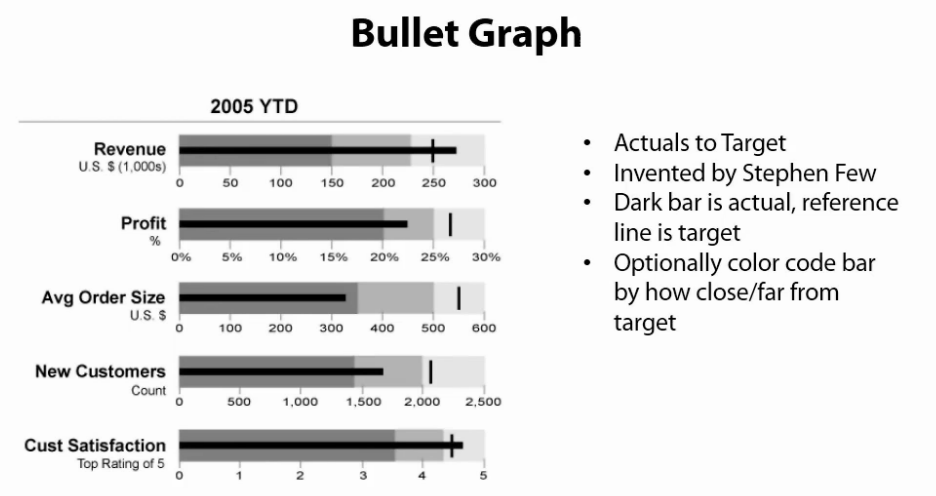 Bullet Graph
2005 YTD
Revenue
U.S. $ (1,000s)
0 50 100 150 200 250 300
Profit
%
0% 5% 10% 15% 20% 25% 30%
Avg Order Size
U.S. $
0 100 200 300 400 500 600
New Customers
Count
0 500 1,000 1,500 2,000 2,500
Cust Satisfaction
Top Rating of 5
0 1 2 3 4 5
• Actuals to Target
• Invented by Stephen Few
• Dark bar is actual, reference
line is target
• Optionally color code bar
by how close/far from
target